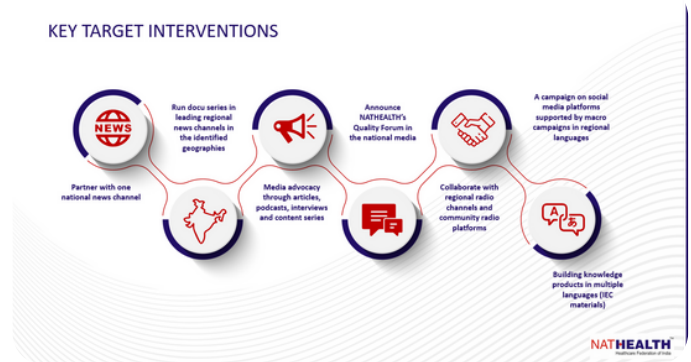 KEY TARGET INTERVENTIONS
NEWS
Partner with one
national news channel
Run docu series in
leading regional
news channels in
the identified
geographies
Media advocacy
through articles,
podcasts, interviews
and content series
Announce
NATHEALTH's
Quality Forum in
the national media
Collaborate with
regional radio
channels and
community radio
platforms
A campaign on social
media platforms
supported by macro
campaigns in regional
languages
A あ
Building knowledge
products in multiple
languages (IEC
materials)
NATHEALTH
Healthcare Federation of India